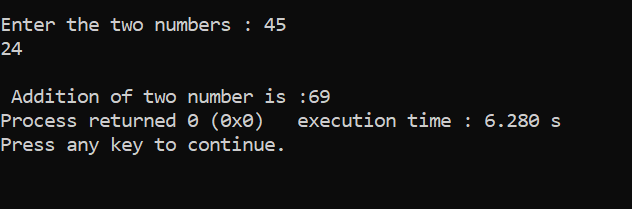 Enter the two numbers : 45
24
Addition of two number is :69
Process returned 0 (0x0)   execution time : 6.280 s
Press any key to continue.